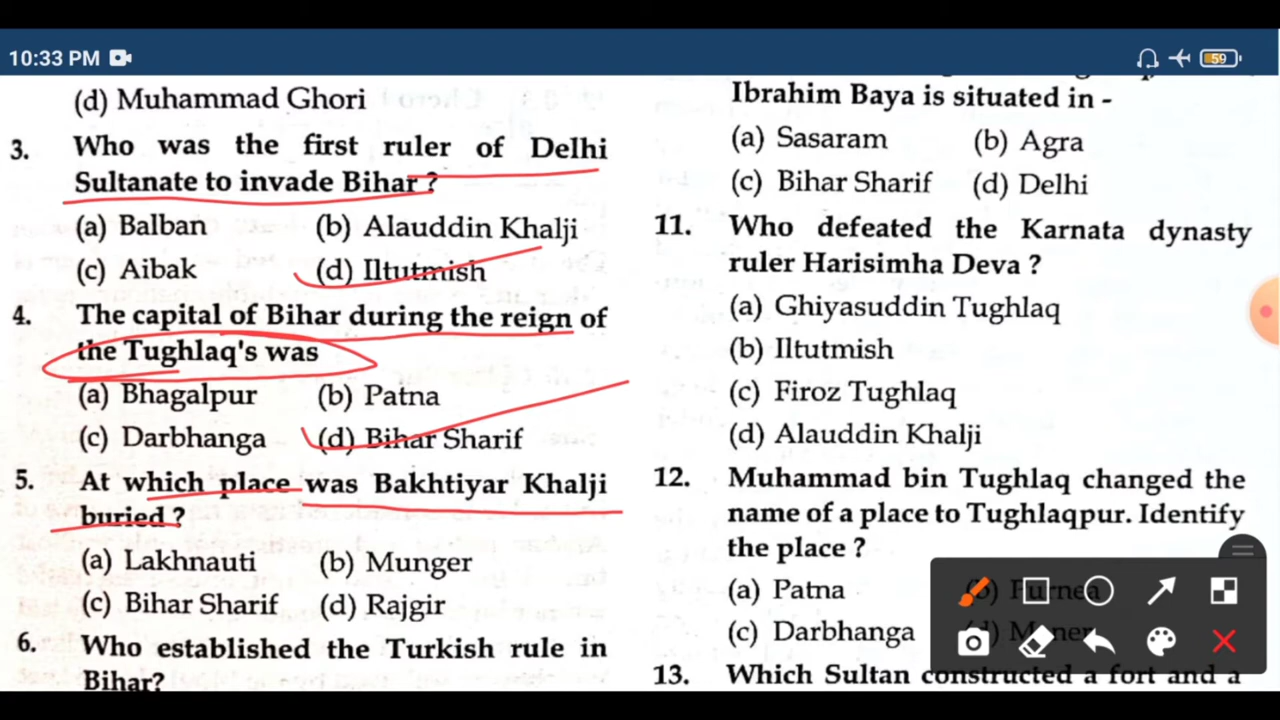 10:33 PM
59
(d) Muhammad Ghori
3. Who was the first ruler of Delhi
Sultanate to invade Bihar ?
(a) Balban (b) Alauddin Khalji
(c) Aibak (d) Iltutmish
4. The capital of Bihar during the reign of
the Tughlaq's was
(a) Bhagalpur (b) Patna
(c) Darbhanga (d) Bihar Sharif
5. At which place was Bakhtiyar Khalji
buried ?
(a) Lakhnauti (b) Munger
(c) Bihar Sharif (d) Rajgir
6. Who established the Turkish rule in
Bihar?
Ibrahim Baya is situated in -
(a) Sasaram (b) Agra
(c) Bihar Sharif (d) Delhi
11. Who defeated the Karnata dynasty
ruler Harisimha Deva ?
(a) Ghiyasuddin Tughlaq
(b) Iltutmish
(c) Firoz Tughlaq
(d) Alauddin Khalji
12. Muhammad bin Tughlaq changed the
name of a place to Tughlaqpur. Identify
the place ?
(a) Patna (b) Purnea
(c) Darbhanga (d)
13. Which Sultan constructed a fort and a